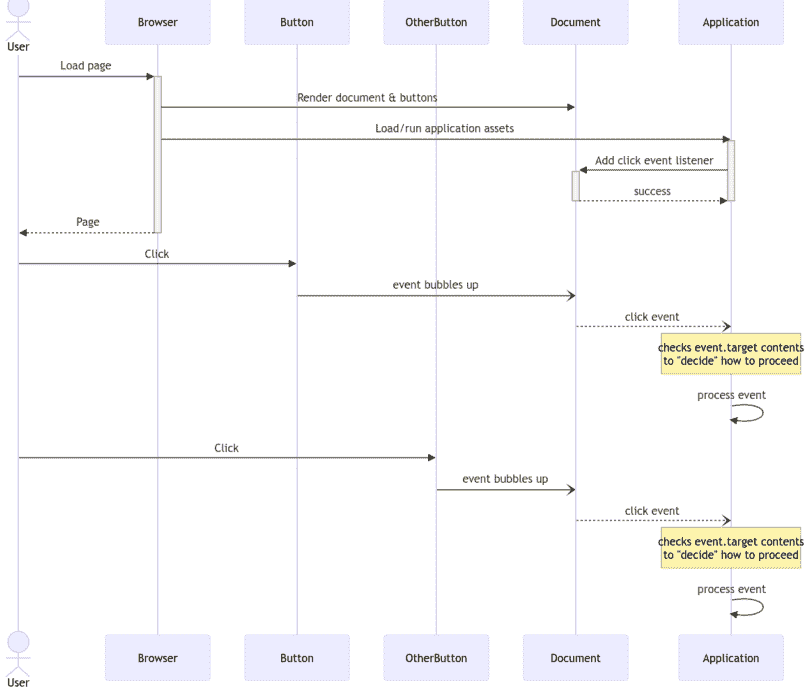 Browser
Button
OtherButton
Document
Application
User
Load page
Render document & buttons
Load/run application assets
Add click event listener
success
Page
Click
event bubbles up
click event
checks event.target contents
to "decide" how to proceed
process event
Click
event bubbles up
click event
checks event.target contents
to "decide" how to proceed
process event
Browser
Button
OtherButton
Document
Application
User